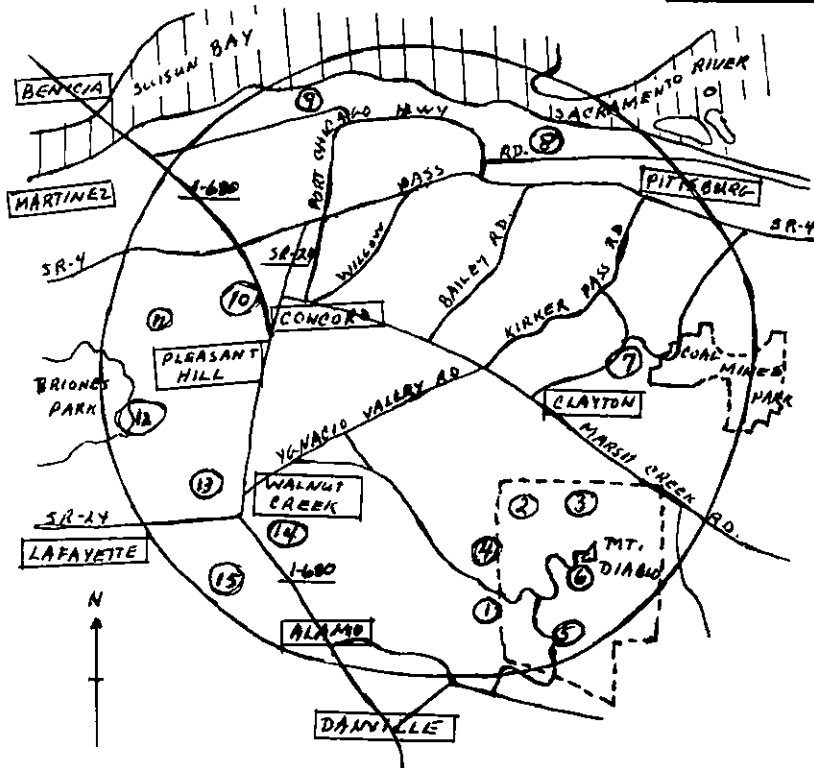 SUISUN BAY
BENICIA
SACRAMENTO RIVER
9
PORT CHICAGO HWY
8
RD.
MARTINEZ
I-680
PASS
PITTSBURG
SR-4
SR-4
SR-24
WILLOW
BAILEY RD.
KIRKER PASS RD
10
11
CONCORD
PLEASANT
HILL
BRIONES
PARK
12
7
COAL
MINES
PARK
CLAYTON
YGNACIO VALLEY RD
MARSH CREEK RD.
13
WALNUT
CREEK
SR-24
LAFAYETTE
14
I-680
15
2
3
4
MT.
DIABLO
6
1
5
N
ALAMO
DANVILLE